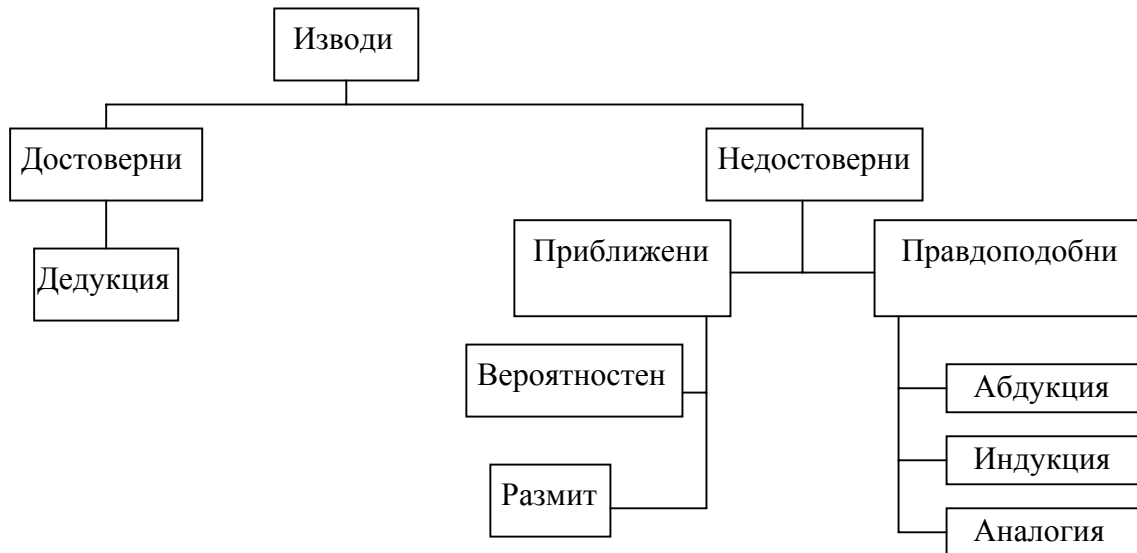 Изводи
Достоверни
Недостоверни
Приближени
Правдоподобни
Дедукция
Вероятностен
Абдукция
Индукция
Размит
Аналогия